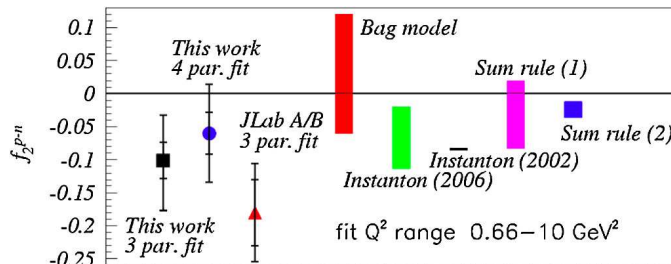 0.1
0.05
0
-0.05
-0.1
-0.15
-0.2
-0.25
f₂ᵖ⁻ⁿ
This work
4 par. fit
JLab A/B
3 par. fit
This work
3 par. fit
Bag model
Instanton
(2006)
Instanton (2002)
Sum rule (1)
Sum rule (2)
fit Q² range 0.66−10 GeV²